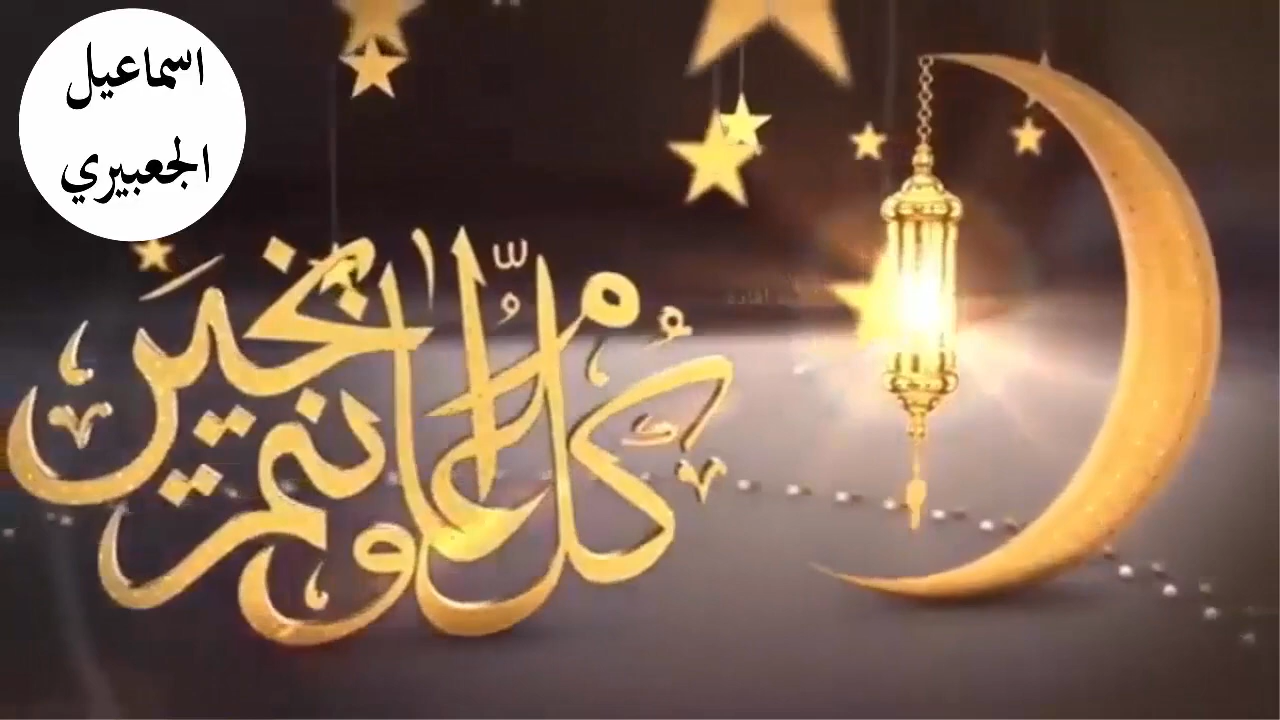 اسماعيل
الجعبيري
كل عام وانتم بخير